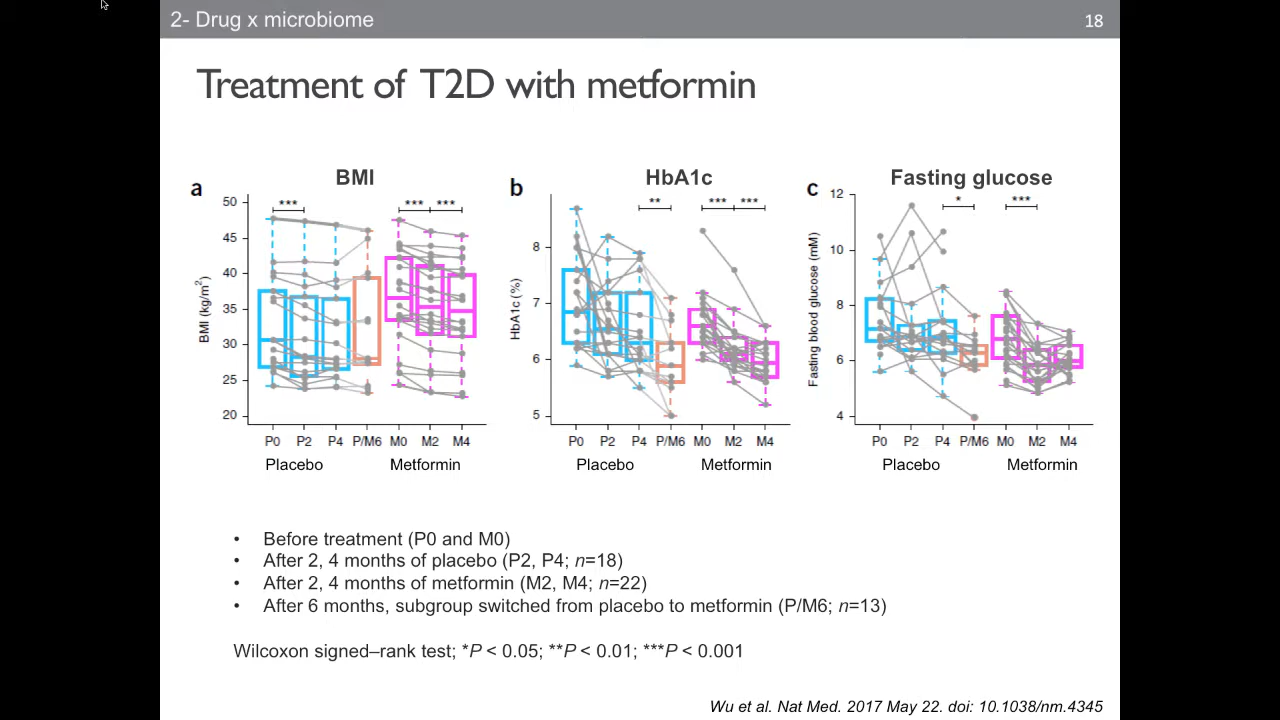 2- Drug x microbiome 18
Treatment of T2D with metformin
a BMI
b HbA1c
c Fasting glucose
*** *** ***
** *** ***
* ***
BMI (kg/m2)
50
45
40
35
30
25
20
P0 P2 P4 P/M6 M0 M2 M4
Placebo Metformin
HbA1c (%)
8
7
6
5
P0 P2 P4 P/M6 M0 M2 M4
Placebo Metformin
Fasting blood glucose (mM)
12
10
8
6
4
P0 P2 P4 P/M6 M0 M2 M4
Placebo Metformin
• Before treatment (P0 and M0)
• After 2, 4 months of placebo (P2, P4; n=18)
• After 2, 4 months of metformin (M2, M4; n=22)
• After 6 months, subgroup switched from placebo to metformin (P/M6; n=13)
Wilcoxon signed–rank test; *P < 0.05; **P < 0.01; ***P < 0.001
Wu et al. Nat Med. 2017 May 22. doi: 10.1038/nm.4345